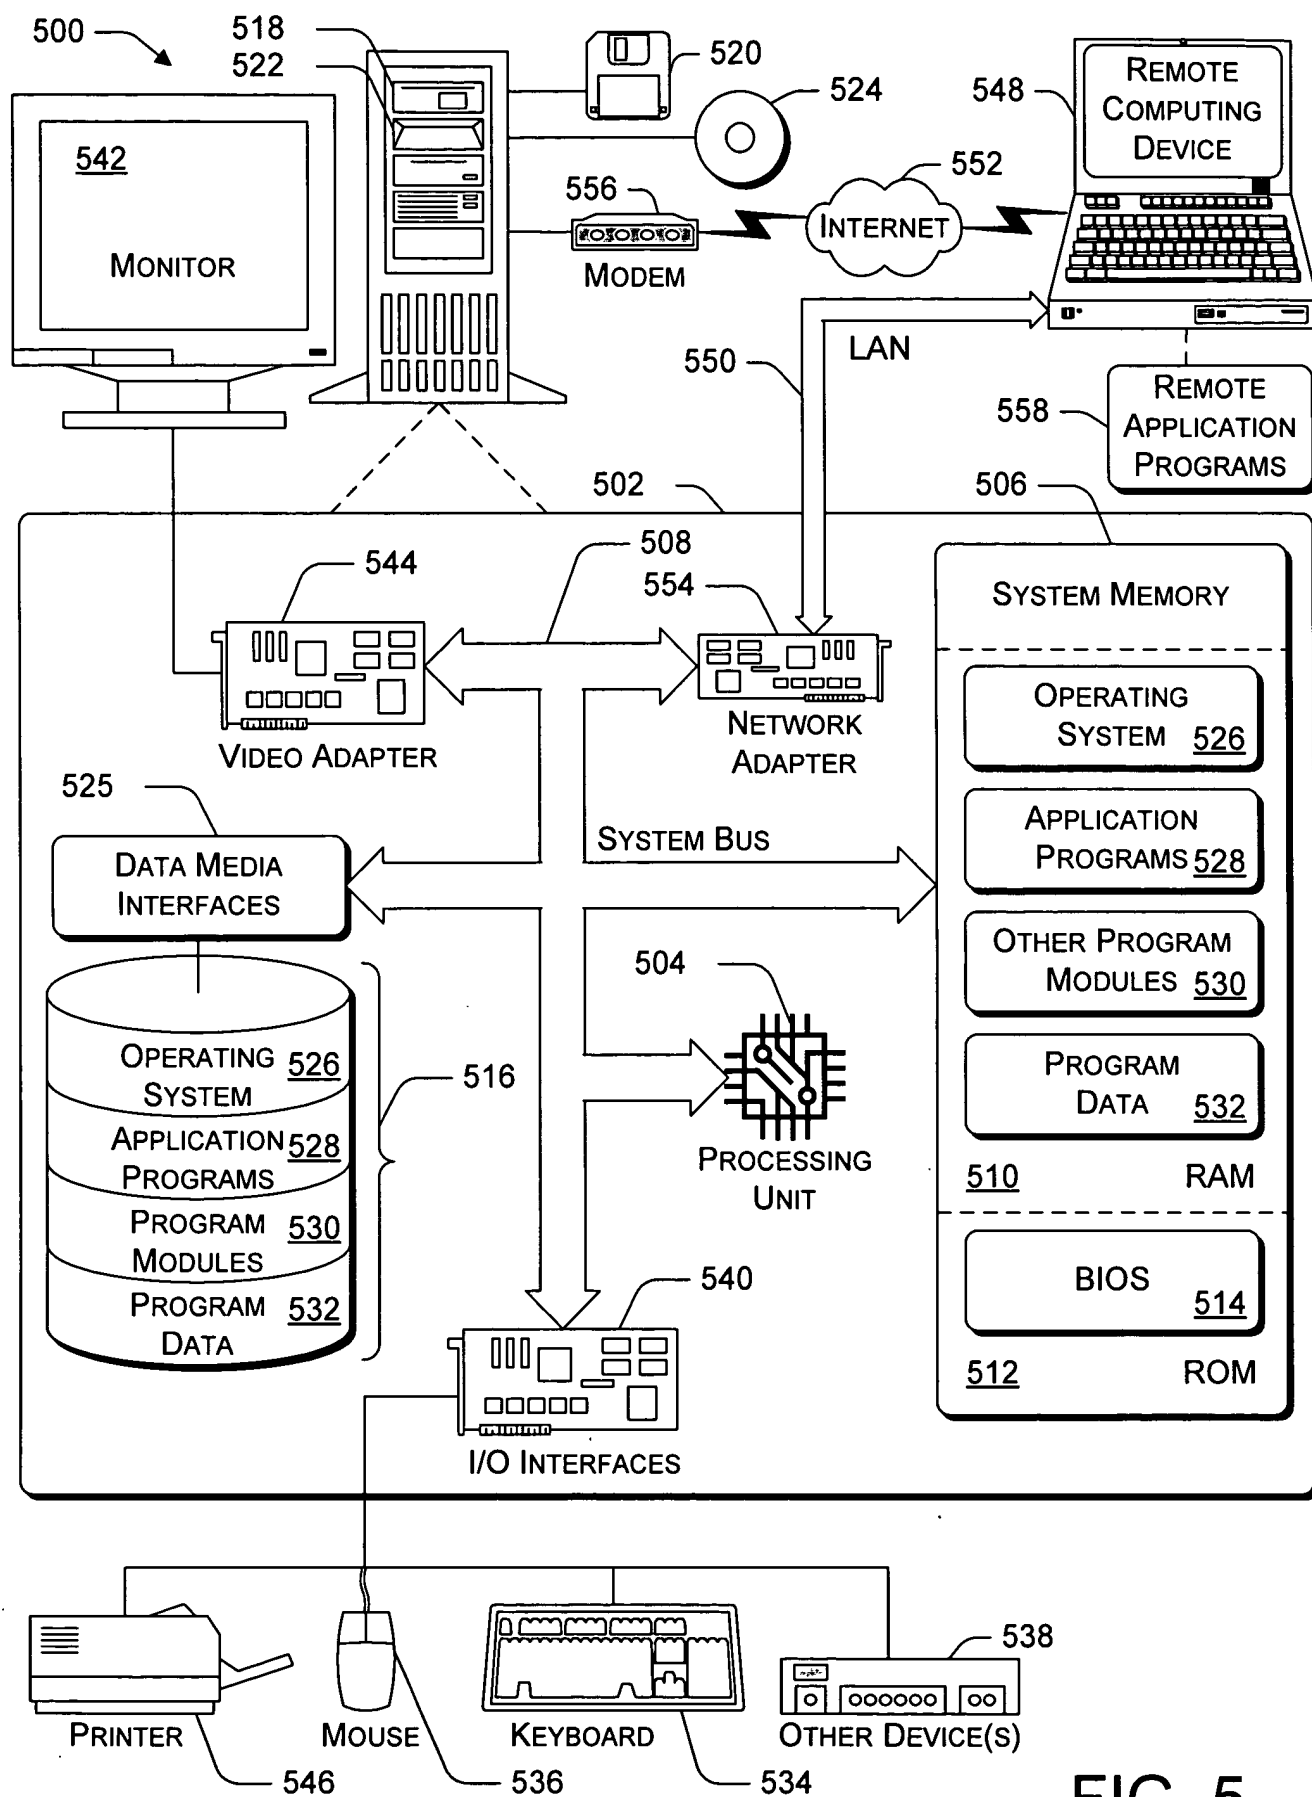 500
518
522
520
524
548
REMOTE
COMPUTING
DEVICE
542
MONITOR
556
MODEM
552
INTERNET
LAN
550
558
REMOTE
APPLICATION
PROGRAMS
502
506
544
508
554
VIDEO ADAPTER
NETWORK
ADAPTER
SYSTEM MEMORY
OPERATING
SYSTEM 526
APPLICATION
PROGRAMS 528
OTHER PROGRAM
MODULES 530
PROGRAM
DATA 532
510 RAM
BIOS 514
512 ROM
525
DATA MEDIA
INTERFACES
SYSTEM BUS
504
PROCESSING
UNIT
OPERATING 526
SYSTEM
APPLICATION 528
PROGRAMS
PROGRAM 530
MODULES
PROGRAM 532
DATA
516
540
I/O INTERFACES
PRINTER
546
MOUSE
536
KEYBOARD
534
538
OTHER DEVICE(S)
FIG. 5